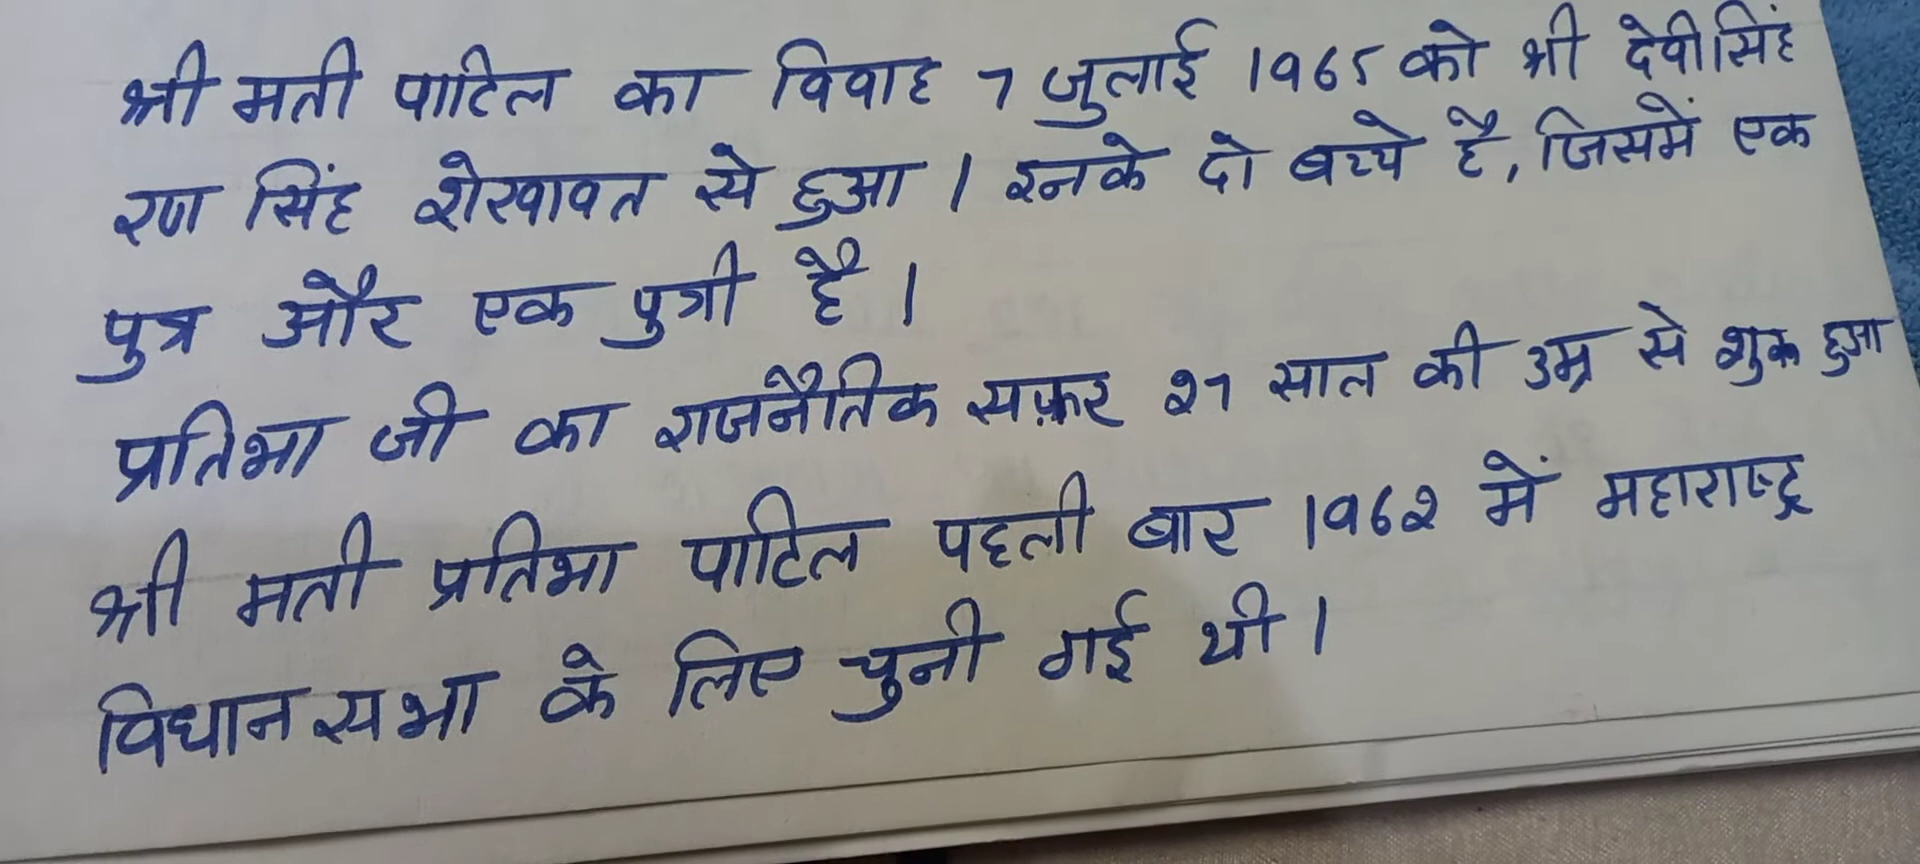 श्री मती पाटिल का विवाह 7 जुलाई 1965 को श्री देवीसिंह
रण सिंह शेखावत से हुआ । इनके दो बच्चे है, जिसमें एक
पुत्र और एक पुत्री है ।
प्रतिभा जी का राजनैतिक सफ़र 27 साल की उम्र से शुरू हुआ
श्री मती प्रतिभा पाटिल पहली बार 1962 में महाराष्ट्र
विधान सभा के लिए चुनी गई थी ।